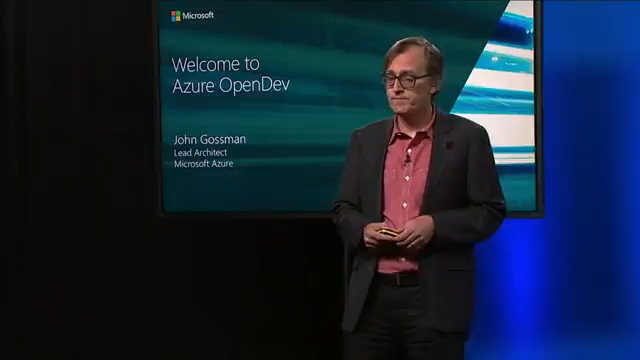 Microsoft
Welcome to
Azure OpenDev
John Gossman
Lead Architect
Microsoft Azure